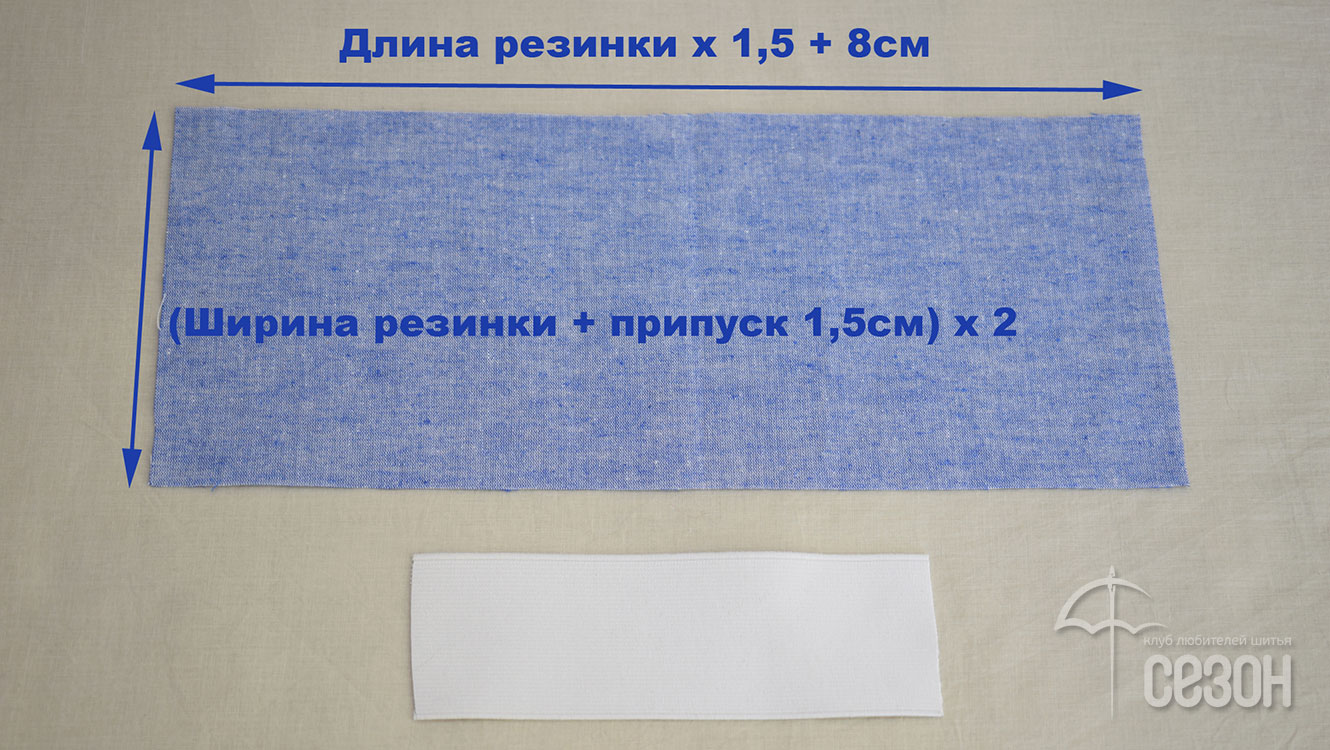 Длина резинки х 1,5 + 8см
(Ширина резинки + припуск 1,5см) х 2
клуб любителей шитья
сезон